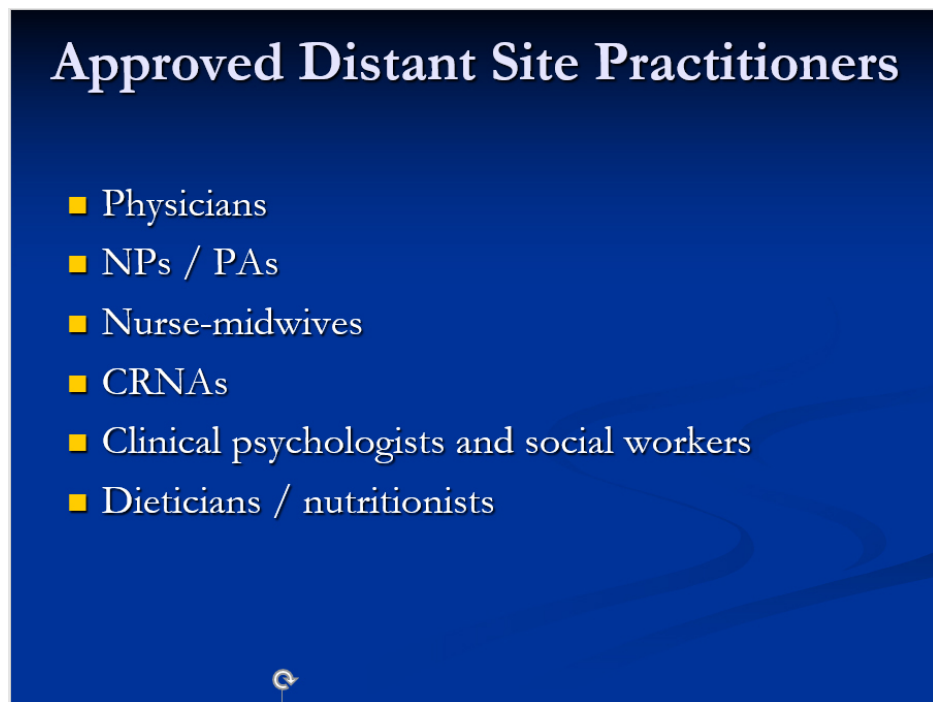 Approved Distant Site Practitioners
Physicians
NPs / PAs
Nurse-midwives
CRNAs
Clinical psychologists and social workers
Dieticians / nutritionists